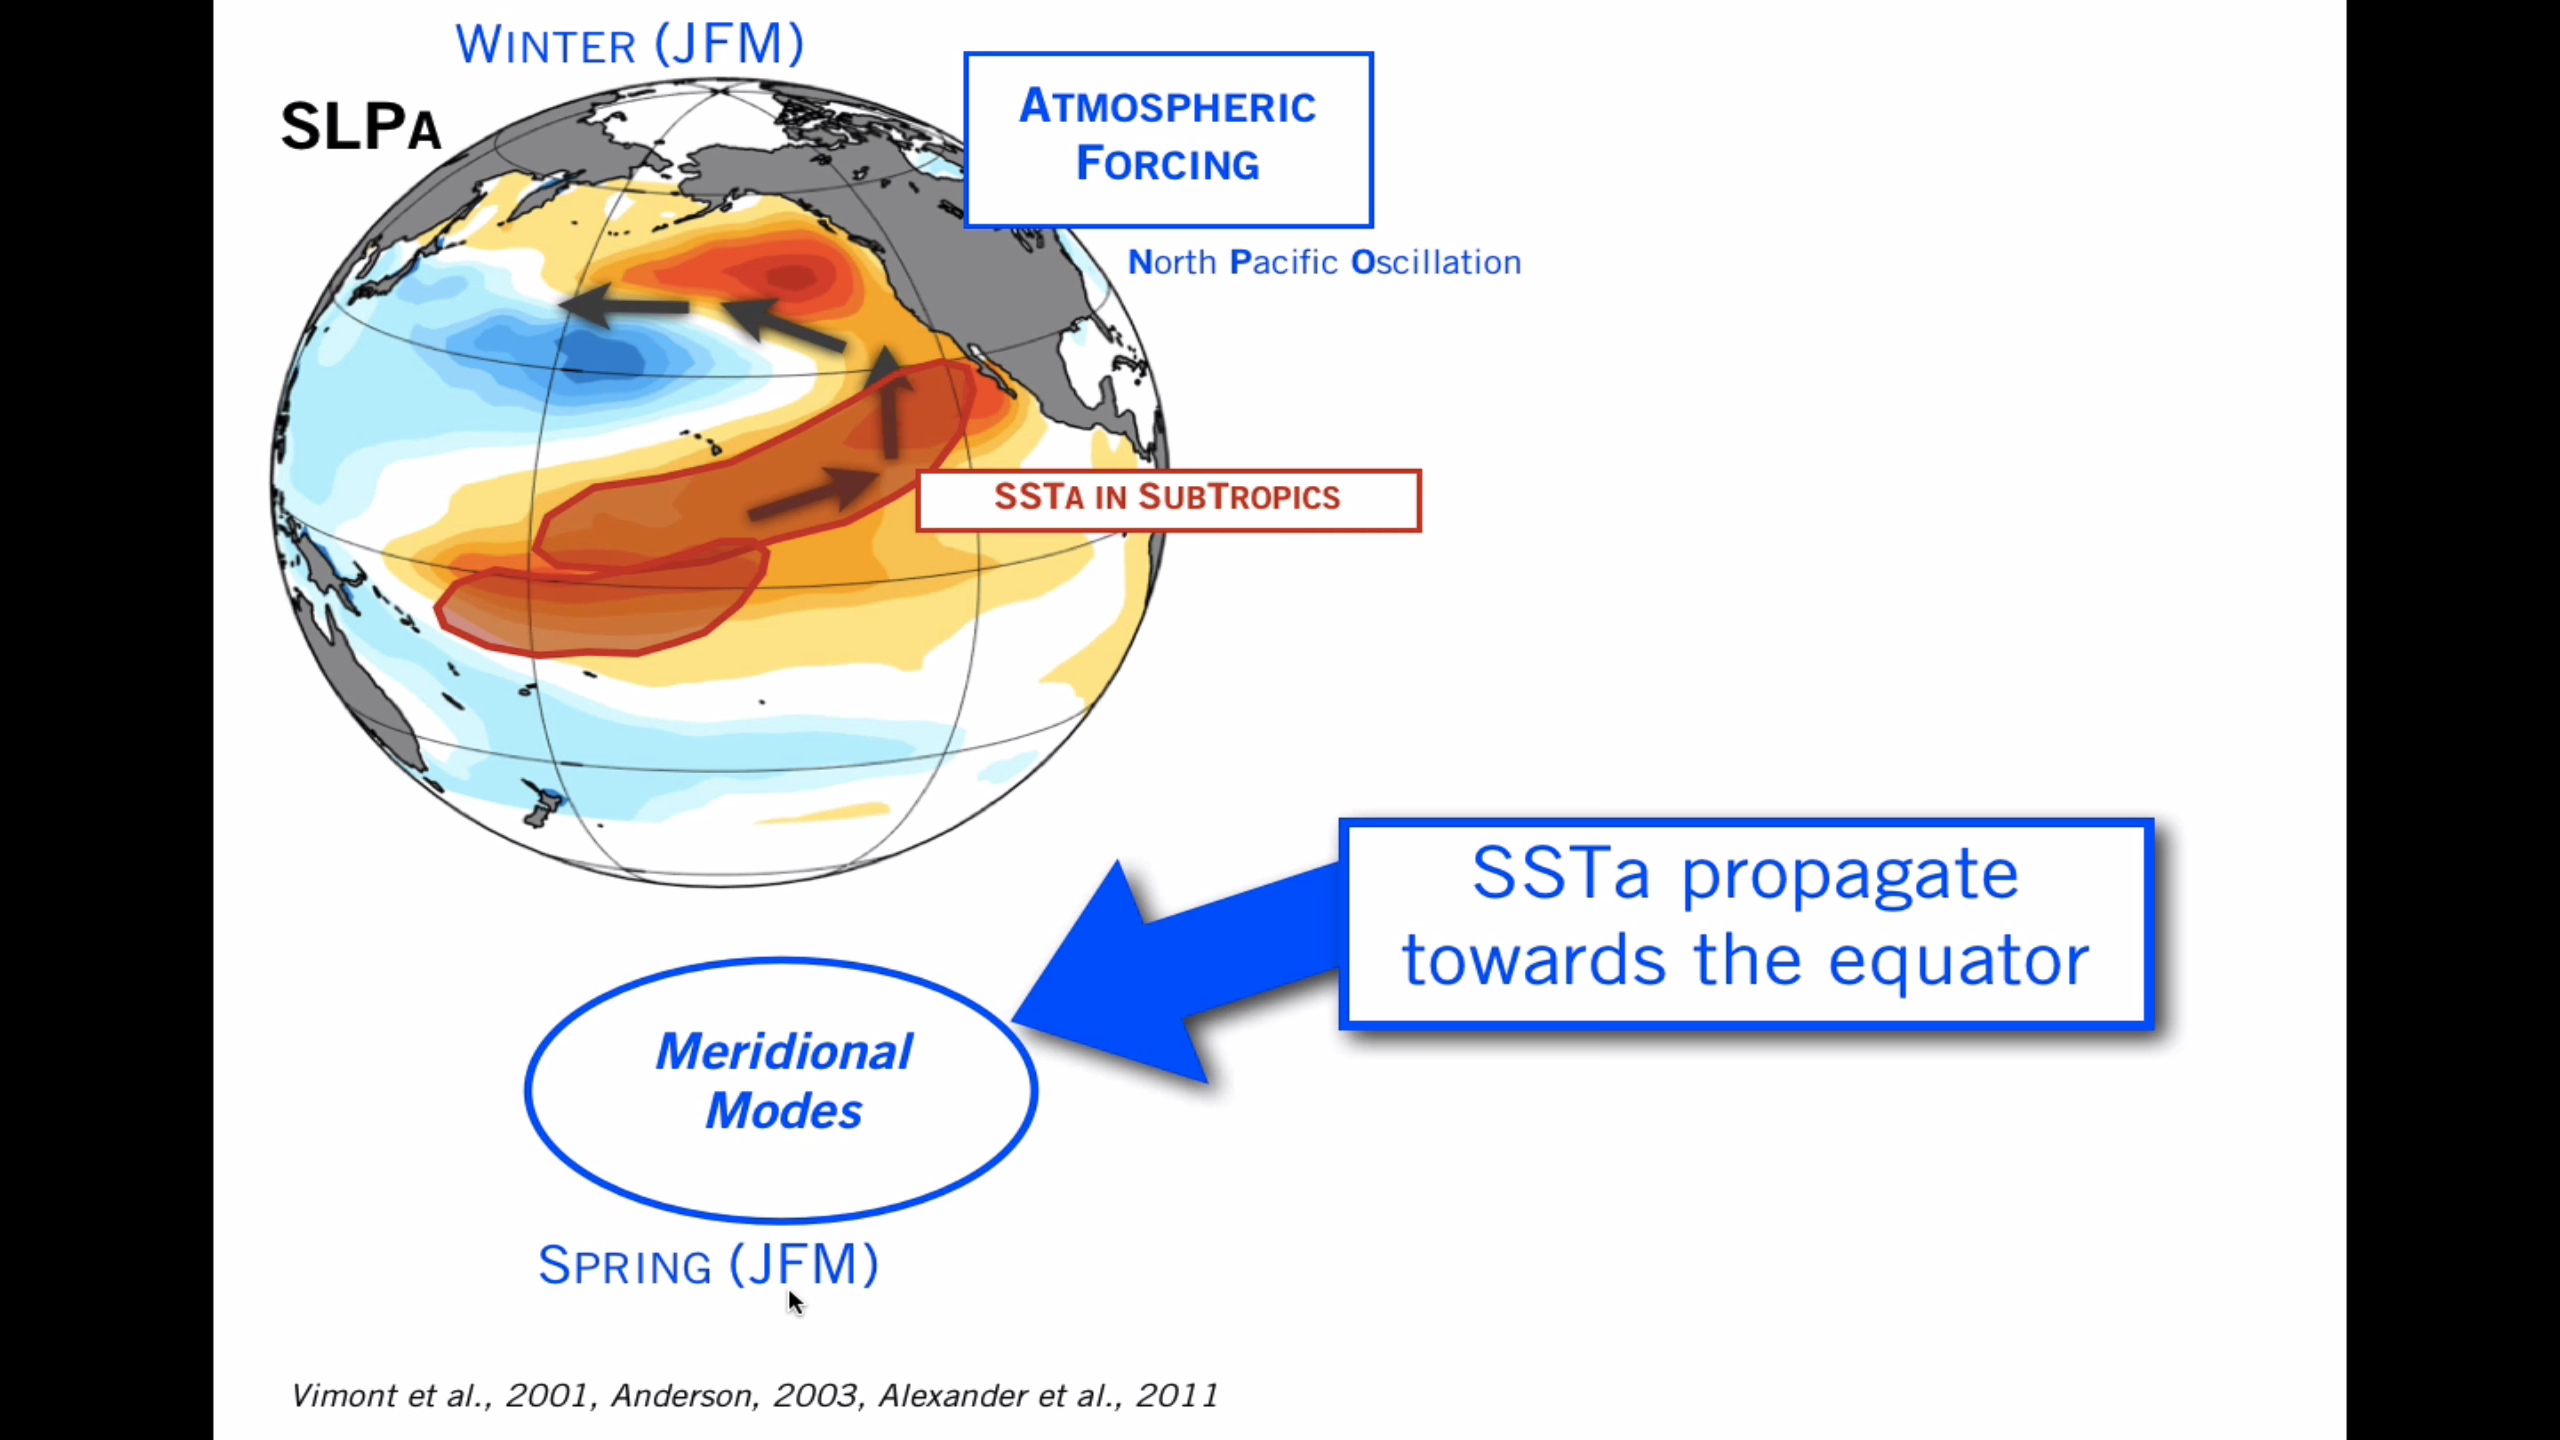 WINTER (JFM)
SLPA
ATMOSPHERIC
FORCING
North Pacific Oscillation
SSTA IN SUBTROPICS
SSTa propagate
towards the equator
Meridional
Modes
SPRING (JFM)
Vimont et al., 2001, Anderson, 2003, Alexander et al., 2011